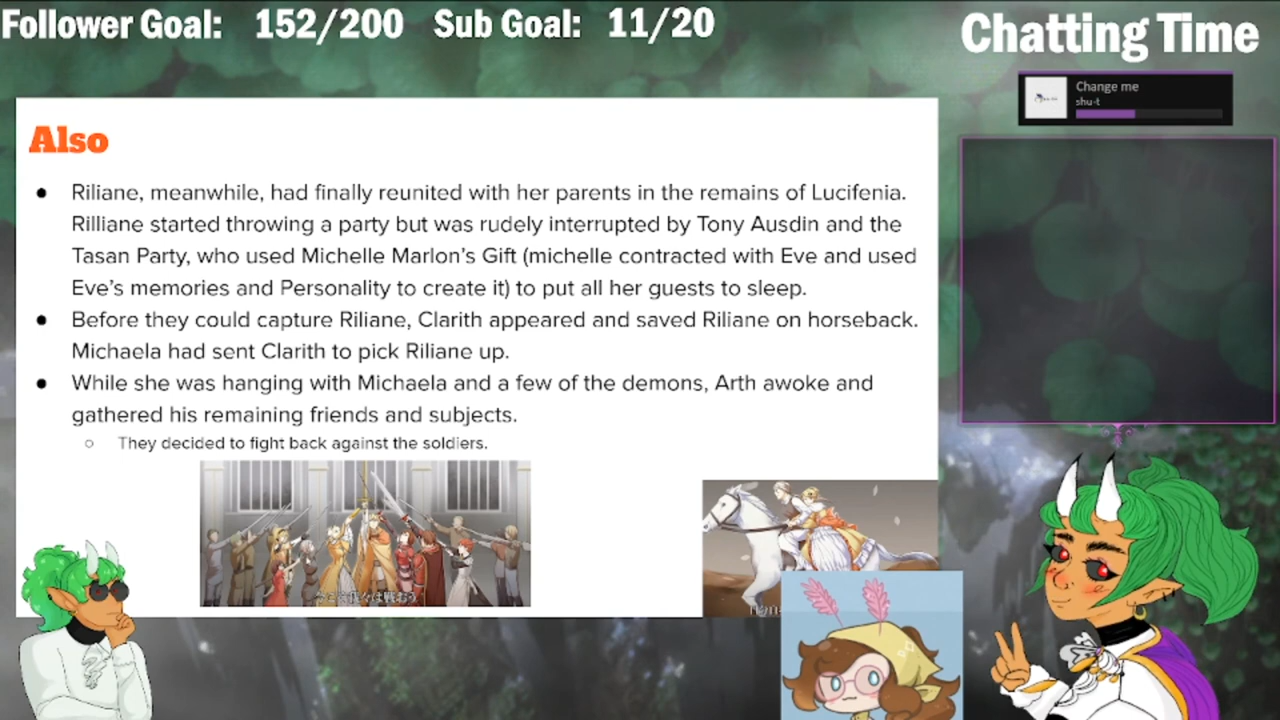 Follower Goal: 152/200 Sub Goal: 11/20
Chatting Time
Change me
shu-t
Also
● Riliane, meanwhile, had finally reunited with her parents in the remains of Lucifenia.
Rilliane started throwing a party but was rudely interrupted by Tony Ausdin and the
Tasan Party, who used Michelle Marlon's Gift (michelle contracted with Eve and used
Eve's memories and Personality to create it) to put all her guests to sleep.
● Before they could capture Riliane, Clarith appeared and saved Riliane on horseback.
Michaela had sent Clarith to pick Riliane up.
● While she was hanging with Michaela and a few of the demons, Arth awoke and
gathered his remaining friends and subjects.
○ They decided to fight back against the soldiers.